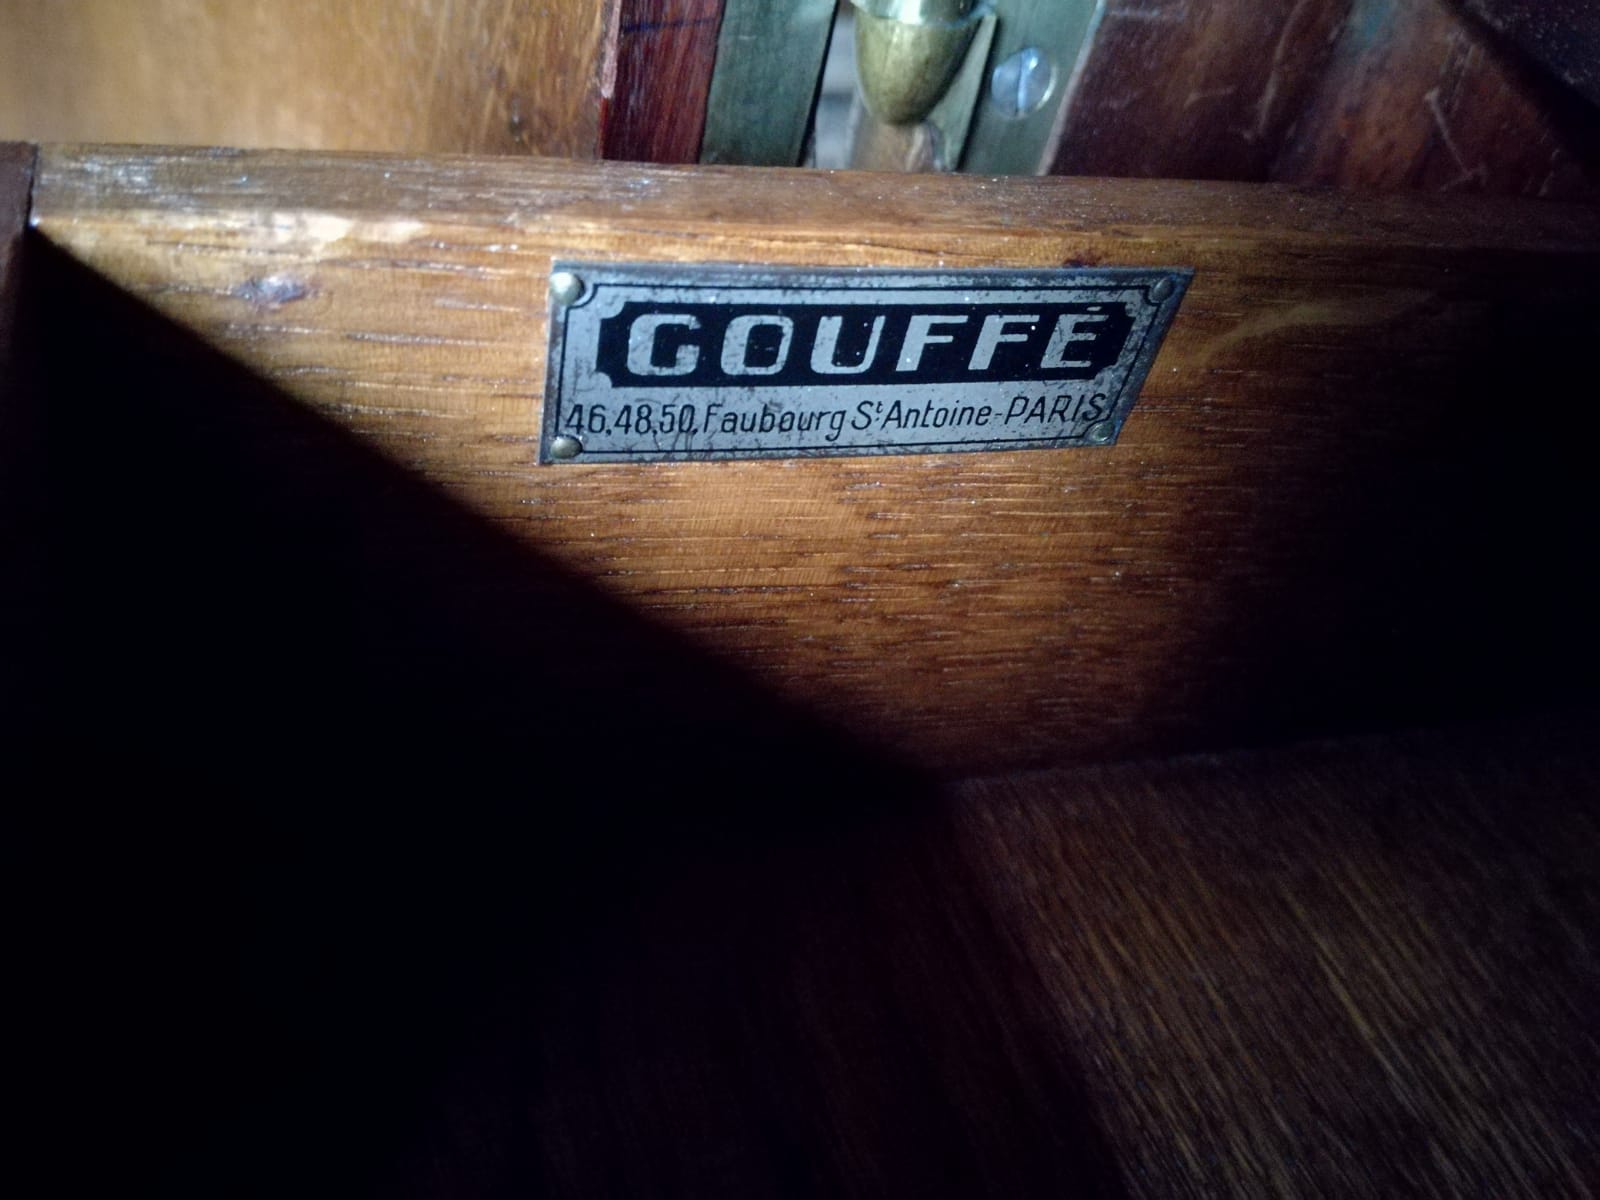 GOUFFÉ
46,48,50, Faubourg St Antoine-PARIS